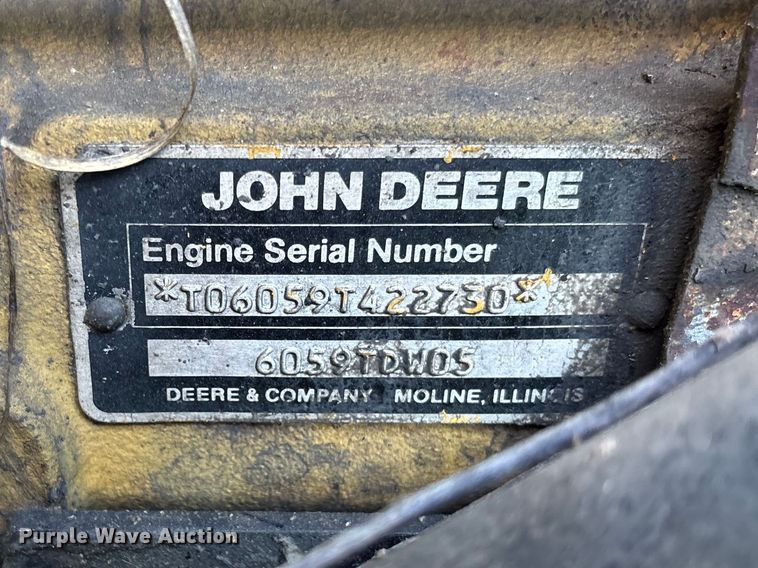 JOHN DEERE
Engine Serial Number
*T06059T422730*
6059TDW05
DEERE & COMPANY MOLINE, ILLINOIS
Purple Wave Auction